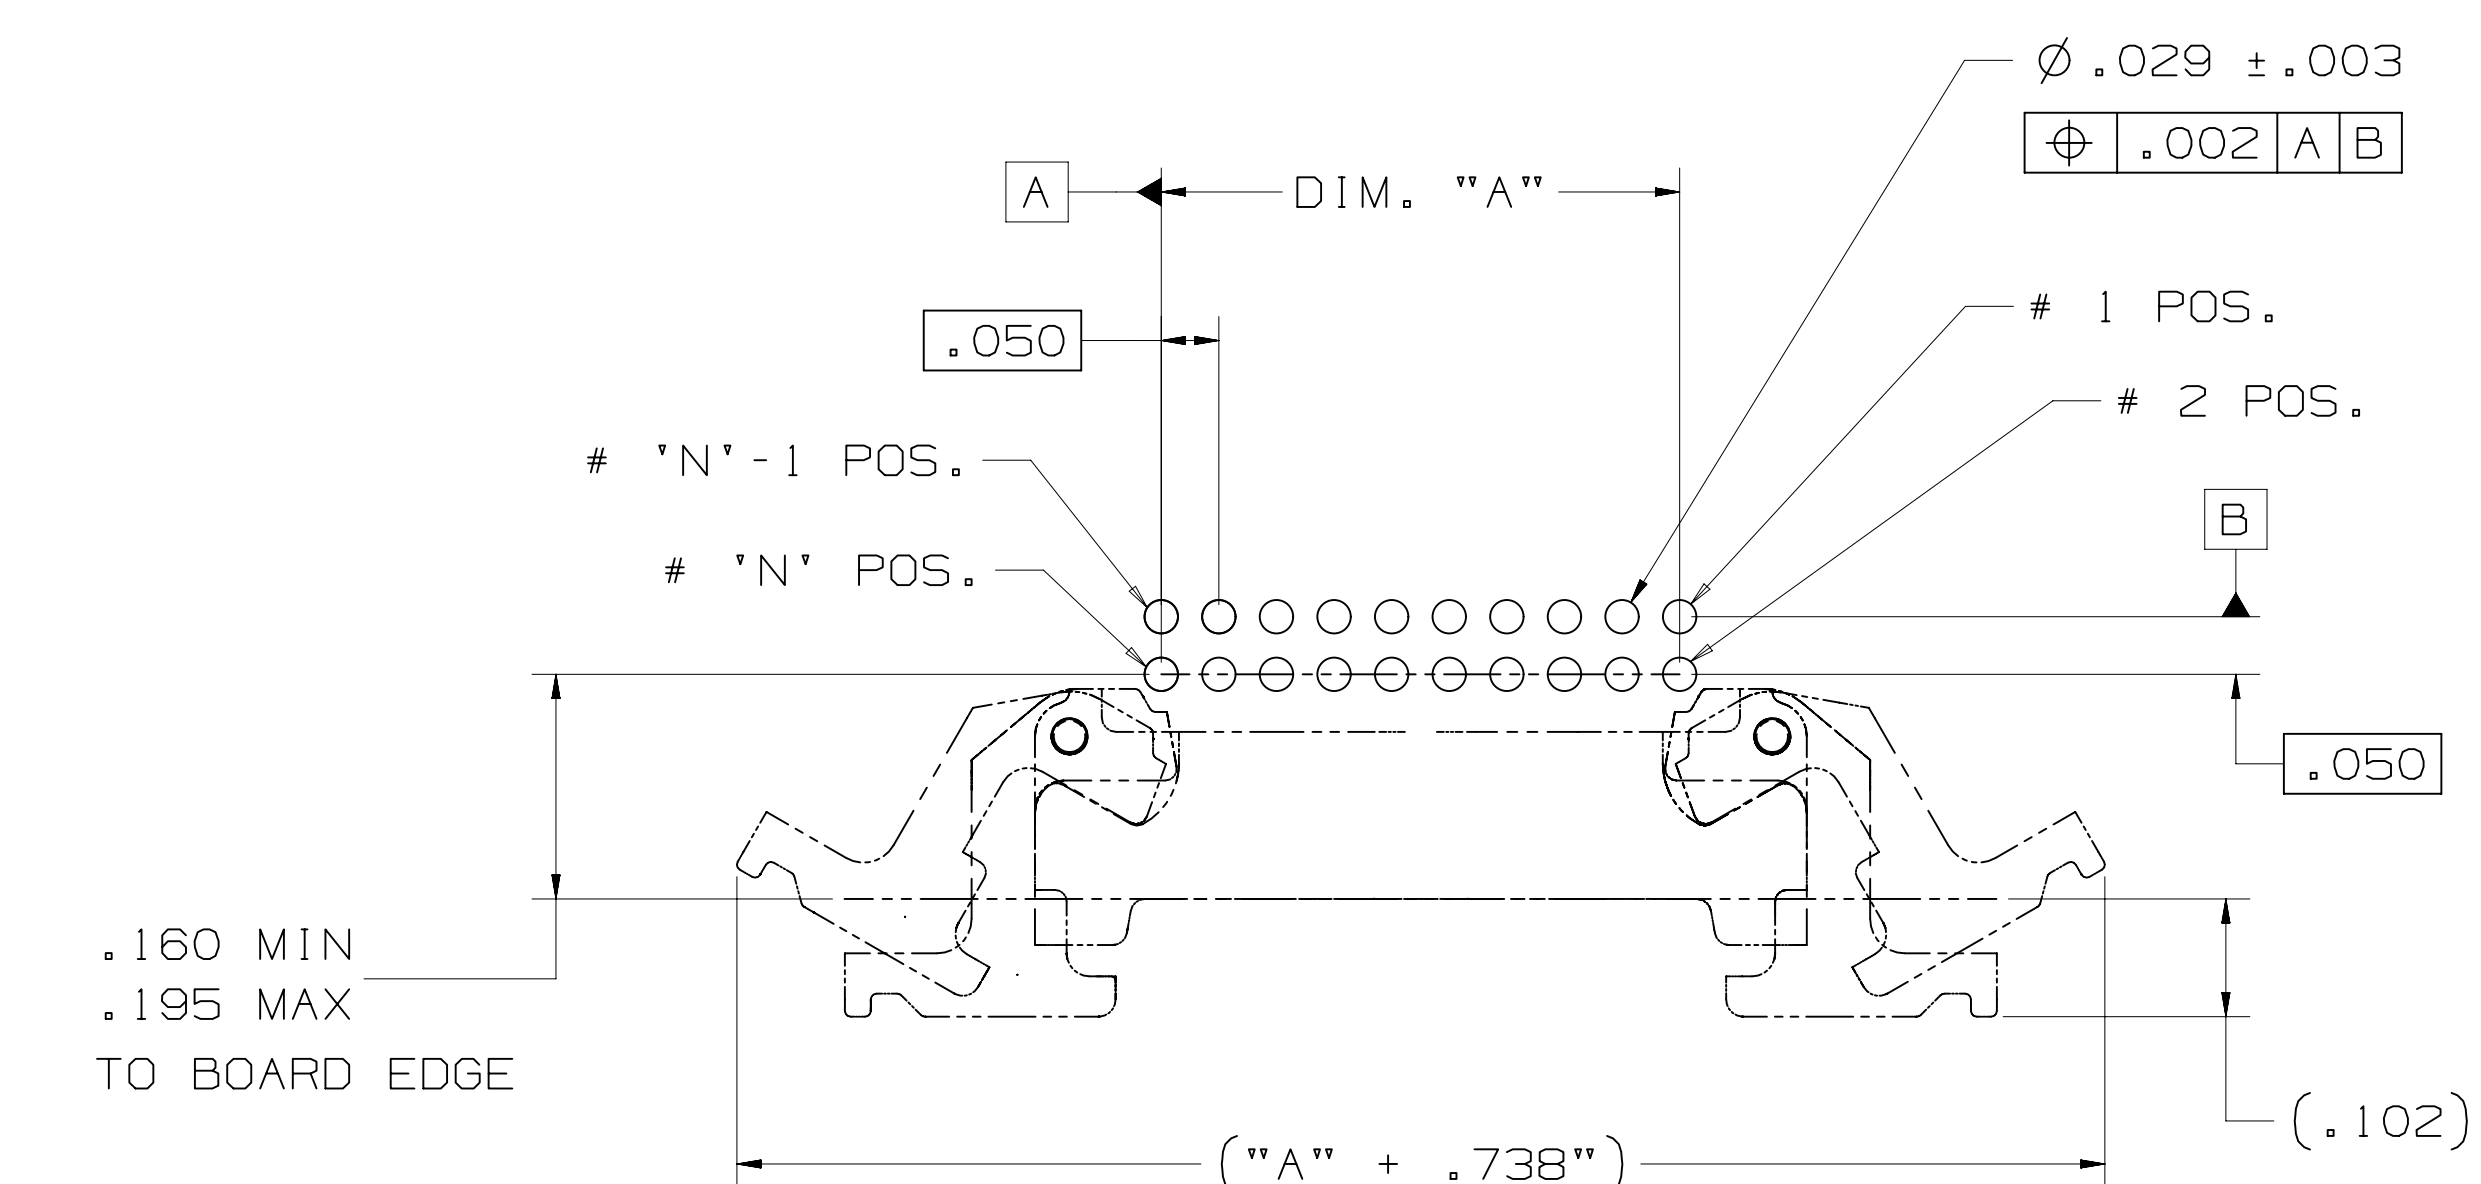 ⌀.029 ±.003
⌖ .002 A B
A
DIM. "A"
.050
# 1 POS.
# 2 POS.
# 'N'-1 POS.
# 'N' POS.
B
.050
.160 MIN
.195 MAX
TO BOARD EDGE
(.102)
("A" + .738")